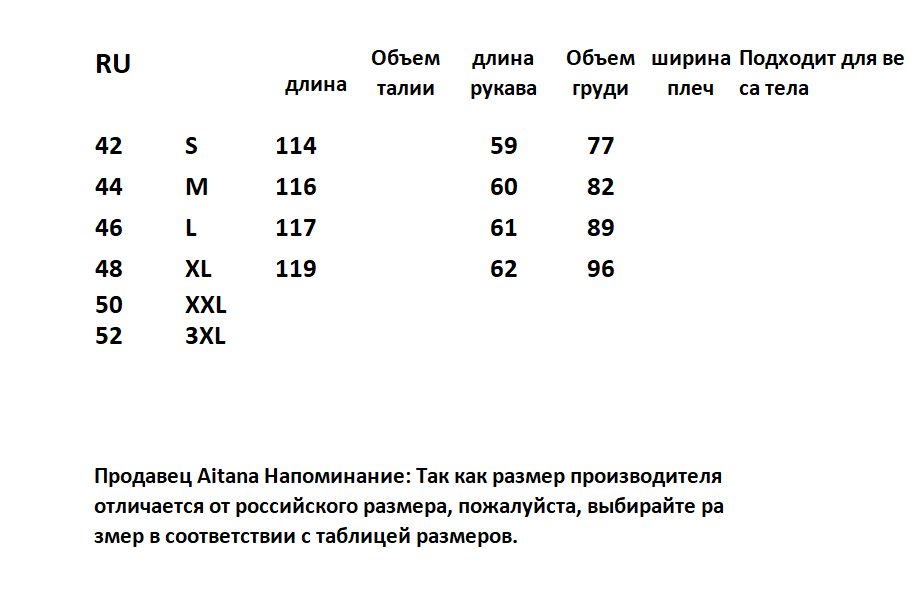 RU длина Объем талии длина рукава Объем груди ширина плеч Подходит для ве са тела
42 S 114 59 77
44 M 116 60 82
46 L 117 61 89
48 XL 119 62 96
50 XXL
52 3XL
Продавец Aitana Напоминание: Так как размер производителя
отличается от российского размера, пожалуйста, выбирайте ра
змер в соответствии с таблицей размеров.